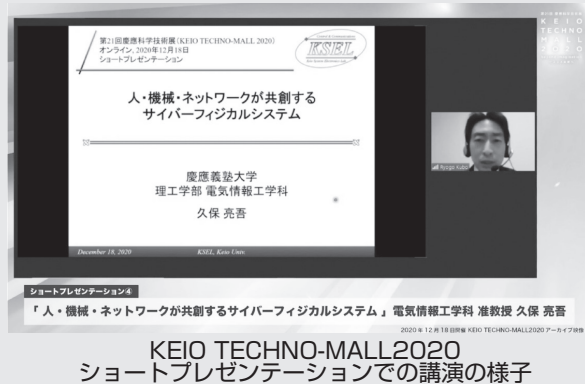 第21回慶應科学技術展(KEIO TECHNO-MALL 2020)
オンライン, 2020年12月18日
ショートプレゼンテーション
KSEL
人・機械・ネットワークが共創する
サイバーフィジカルシステム
慶應義塾大学
理工学部 電気情報工学科
久保 亮吾
December 18, 2020
KSEL, Keio Univ.
Ryogo Kubo
KEIO
TECHNO
MALL
2020
ショートプレゼンテーション④
「 人・機械・ネットワークが共創するサイバーフィジカルシステム 」電気情報工学科 准教授 久保 亮吾
2020年12月18日開催 KEIO TECHNO-MALL2020 アーカイブ映像
KEIO TECHNO-MALL2020
ショートプレゼンテーションでの講演の様子